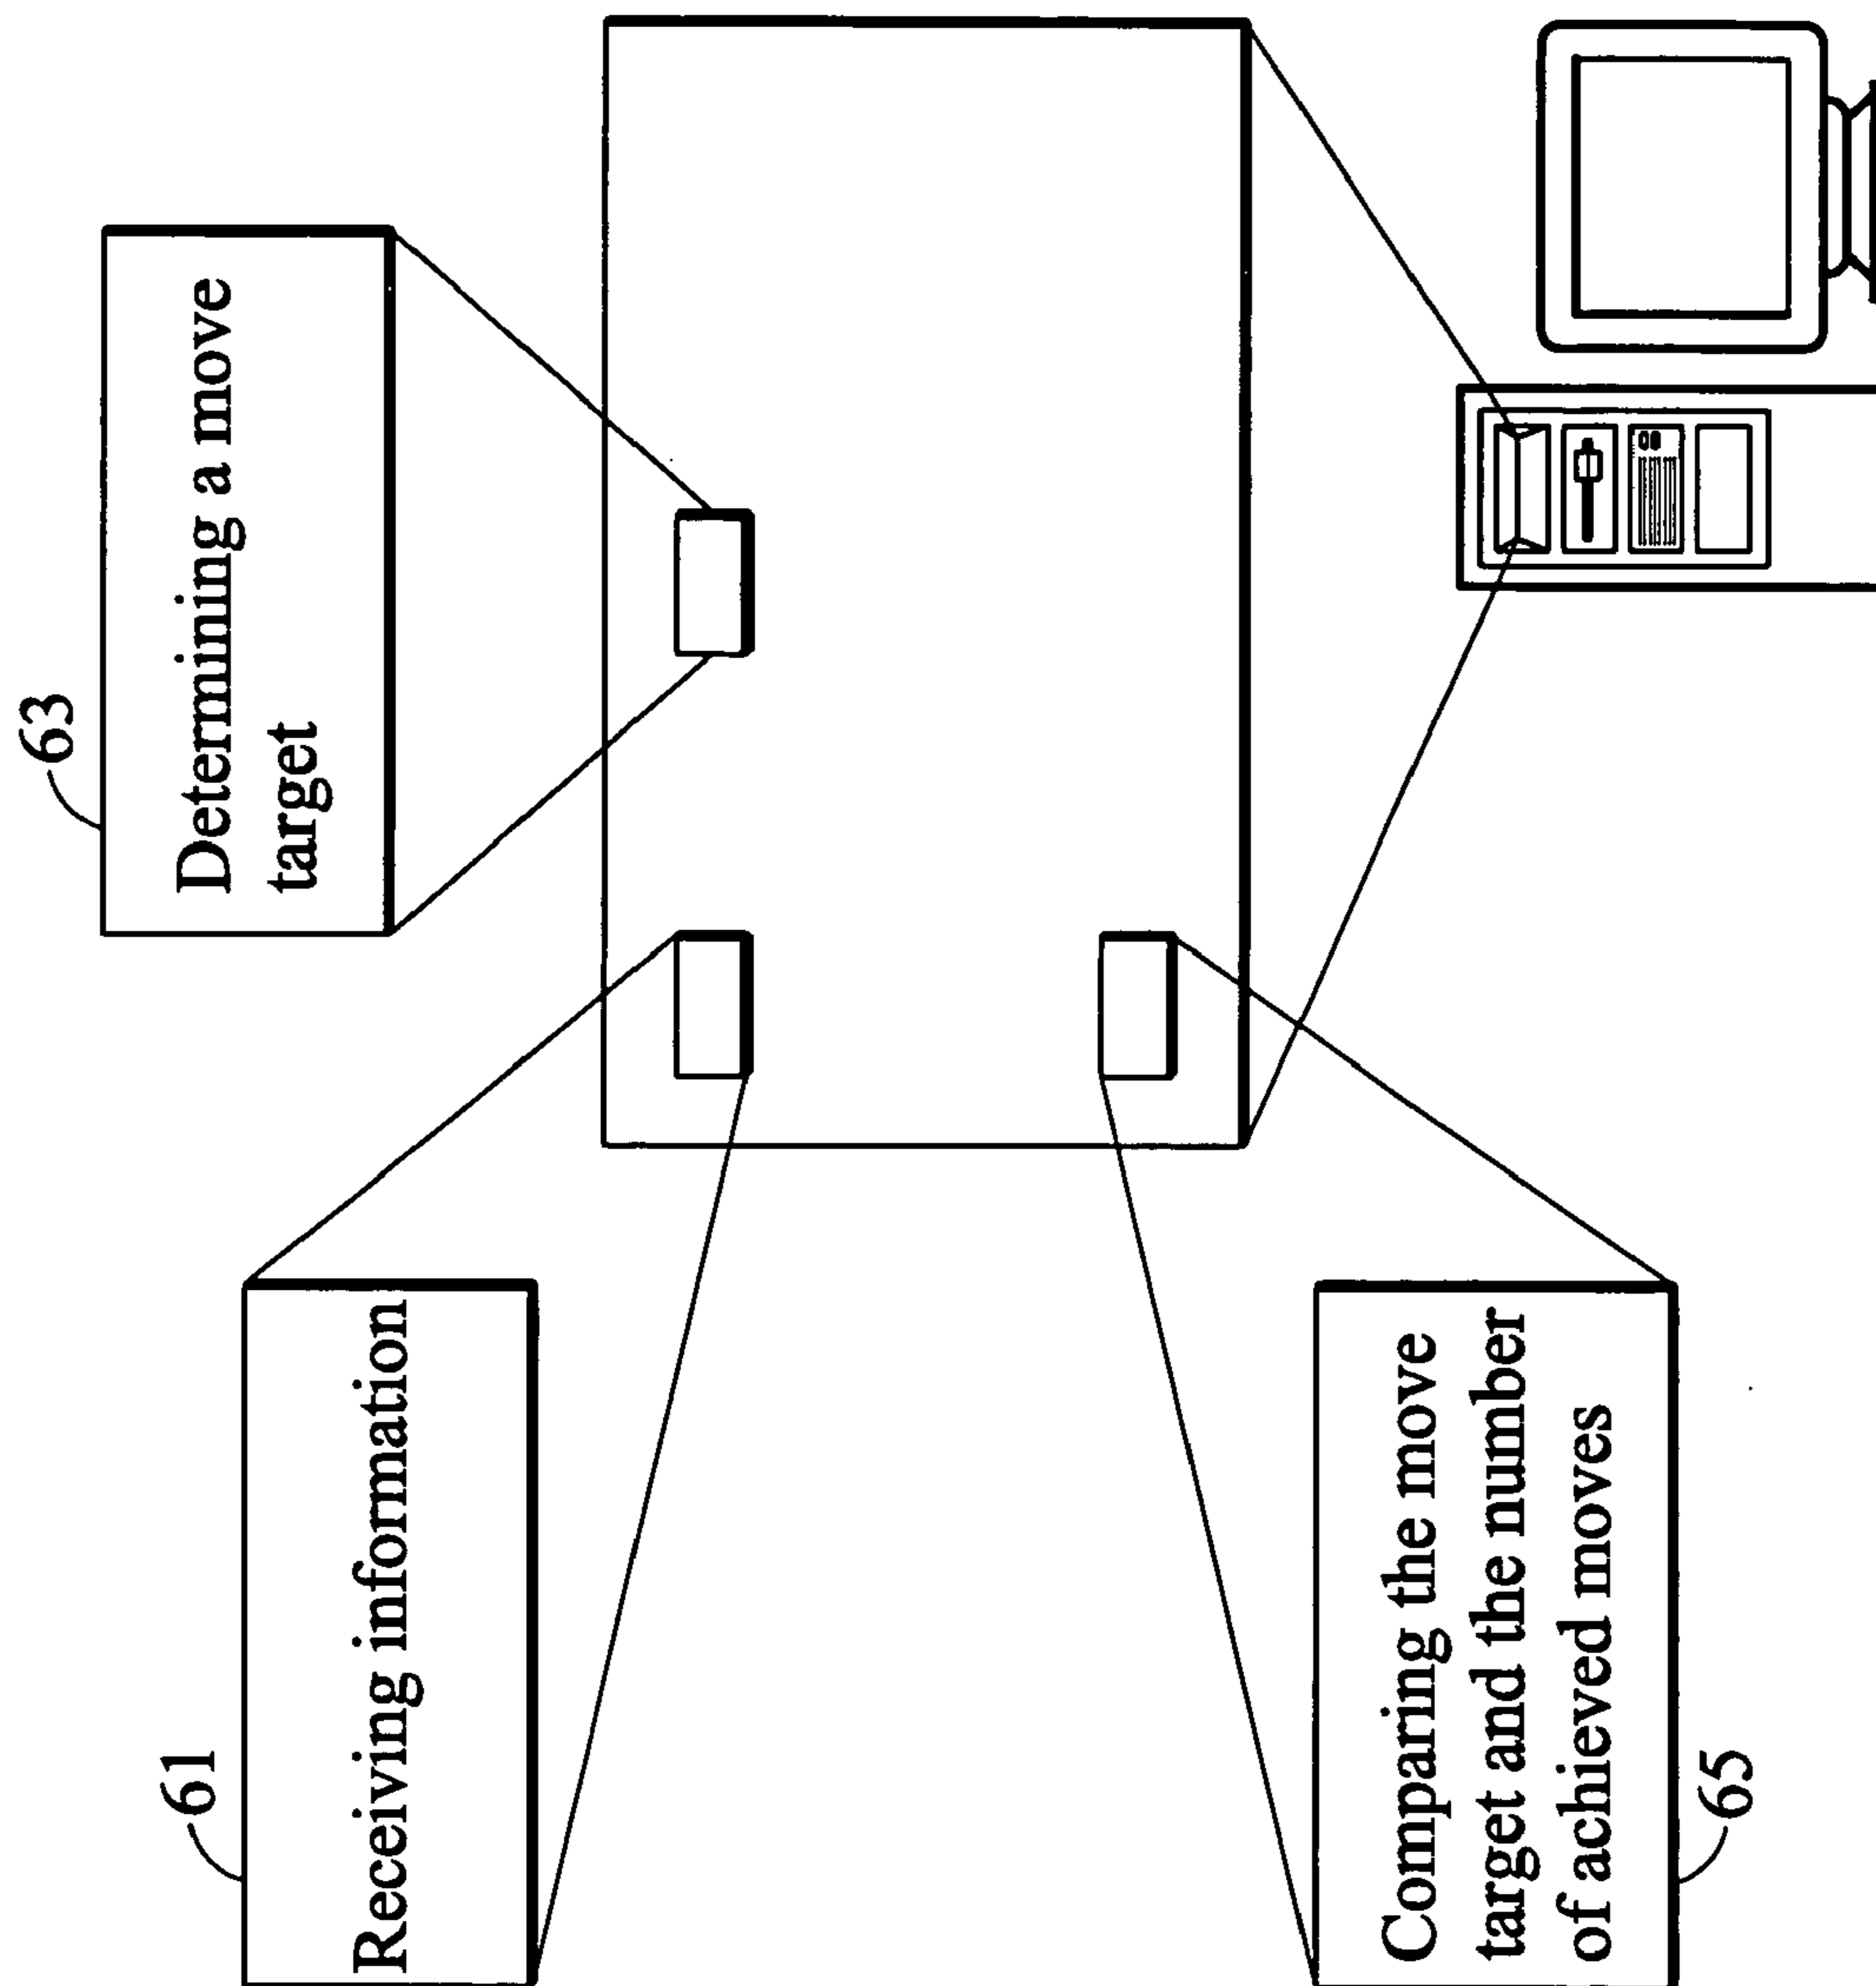 61
Receiving information
63
Determining a move
target
65
Comparing the move
target and the number
of achieved moves